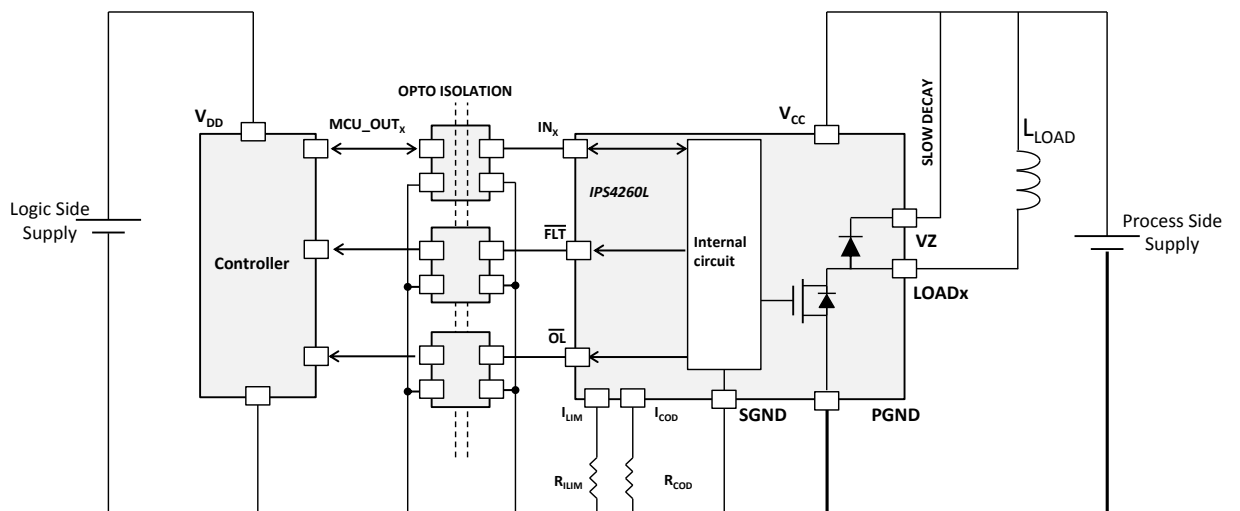 OPTO ISOLATION
V_DD
MCU_OUT_x
IN_x
V_CC
SLOW DECAY
L_LOAD
IPS4260L
Logic Side
Supply
Controller
FLT
Internal
circuit
VZ
LOADx
Process Side
Supply
OL
I_LIM
I_COD
SGND
PGND
R_ILIM
R_COD